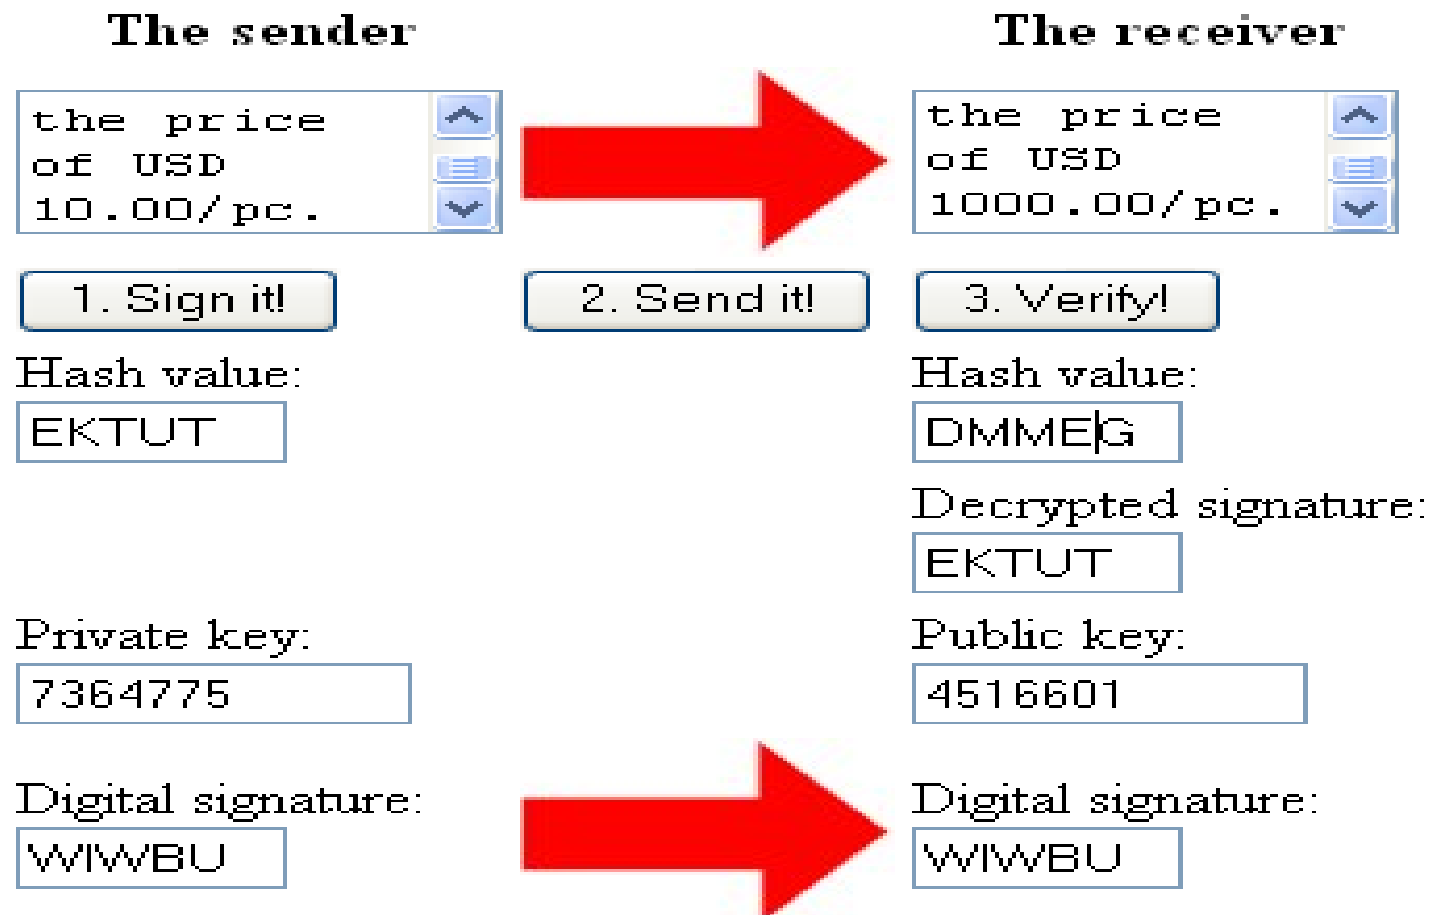 The sender
the price
of USD
10.00/pc.
1. Sign it!
Hash value:
EKTUT
Private key:
7364775
Digital signature:
WIWBU
2. Send it!
The receiver
the price
of USD
1000.00/pc.
3. Verify!
Hash value:
DMMEG
Decrypted signature:
EKTUT
Public key:
4516601
Digital signature:
WIWBU